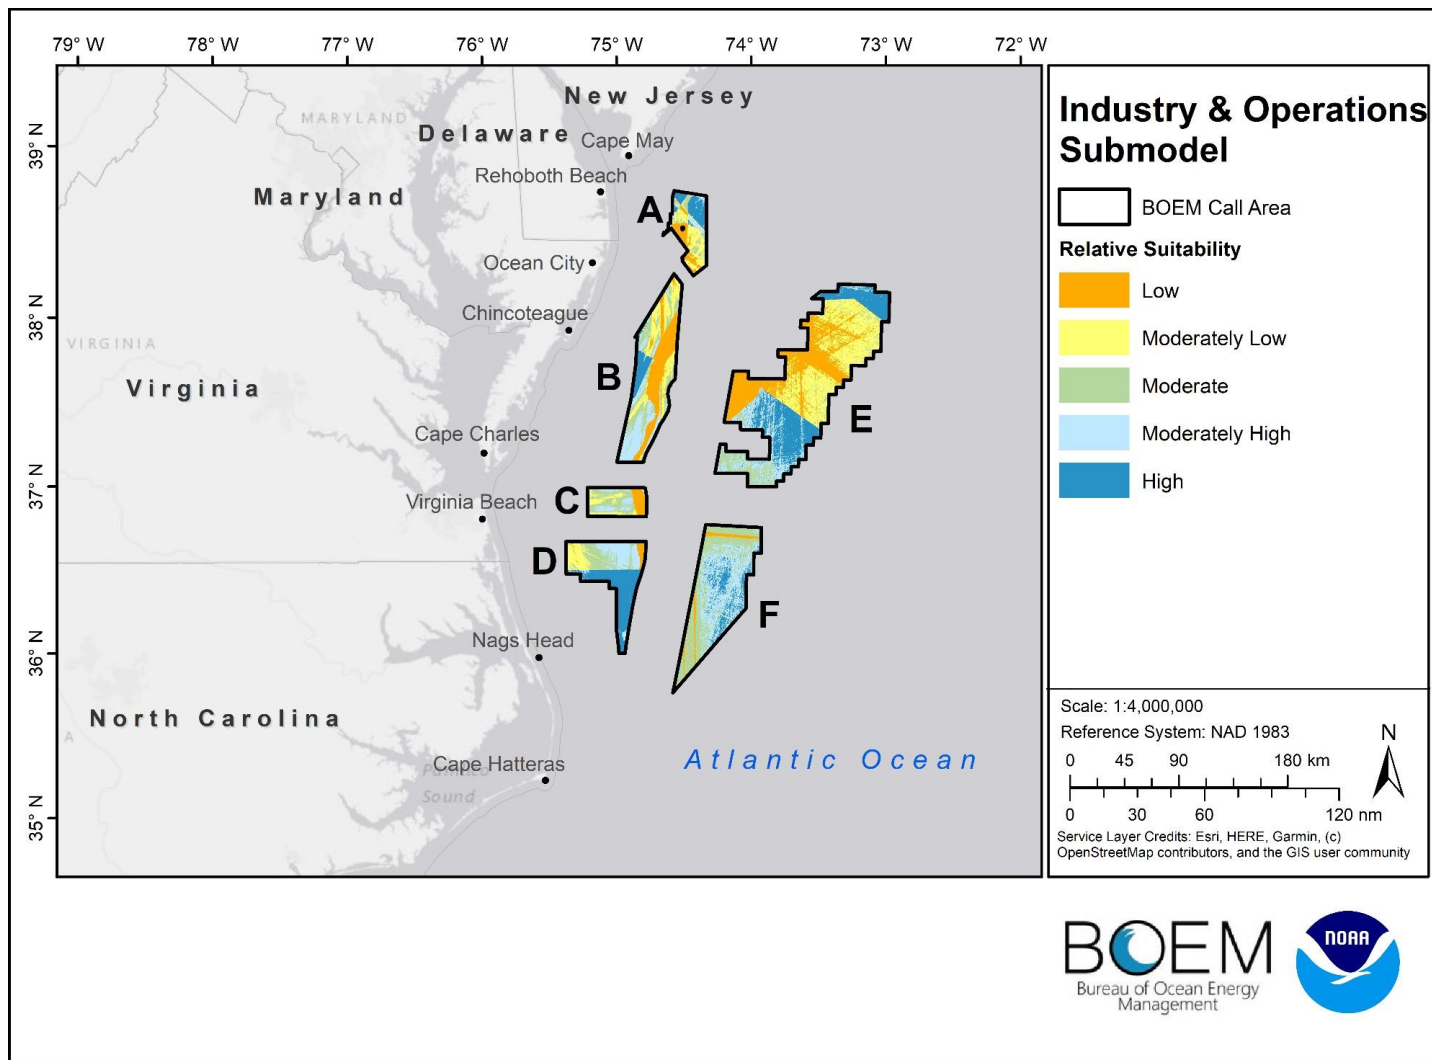 79° W 78° W 77° W 76° W 75° W 74° W 73° W 72° W
39° N
38° N
37° N
36° N
35° N
New Jersey
MARYLAND
Delaware
Cape May
Rehoboth Beach
Maryland
A
Ocean City
Chincoteague
VIRGINIA
Virginia
B
E
Cape Charles
Virginia Beach
C
D
F
Nags Head
North Carolina
A
Cape Hatteras
Pamlico
Sound
Atlantic Ocean
Industry & Operations
Submodel
BOEM Call Area
Relative Suitability
Low
Moderately Low
Moderate
Moderately High
High
Scale: 1:4,000,000
Reference System: NAD 1983
N
0 45 90 180 km
0 30 60 120 nm
Service Layer Credits: Esri, HERE, Garmin, (c)
OpenStreetMap contributors, and the GIS user community
BOEM
Bureau of Ocean Energy
Management
NOAA